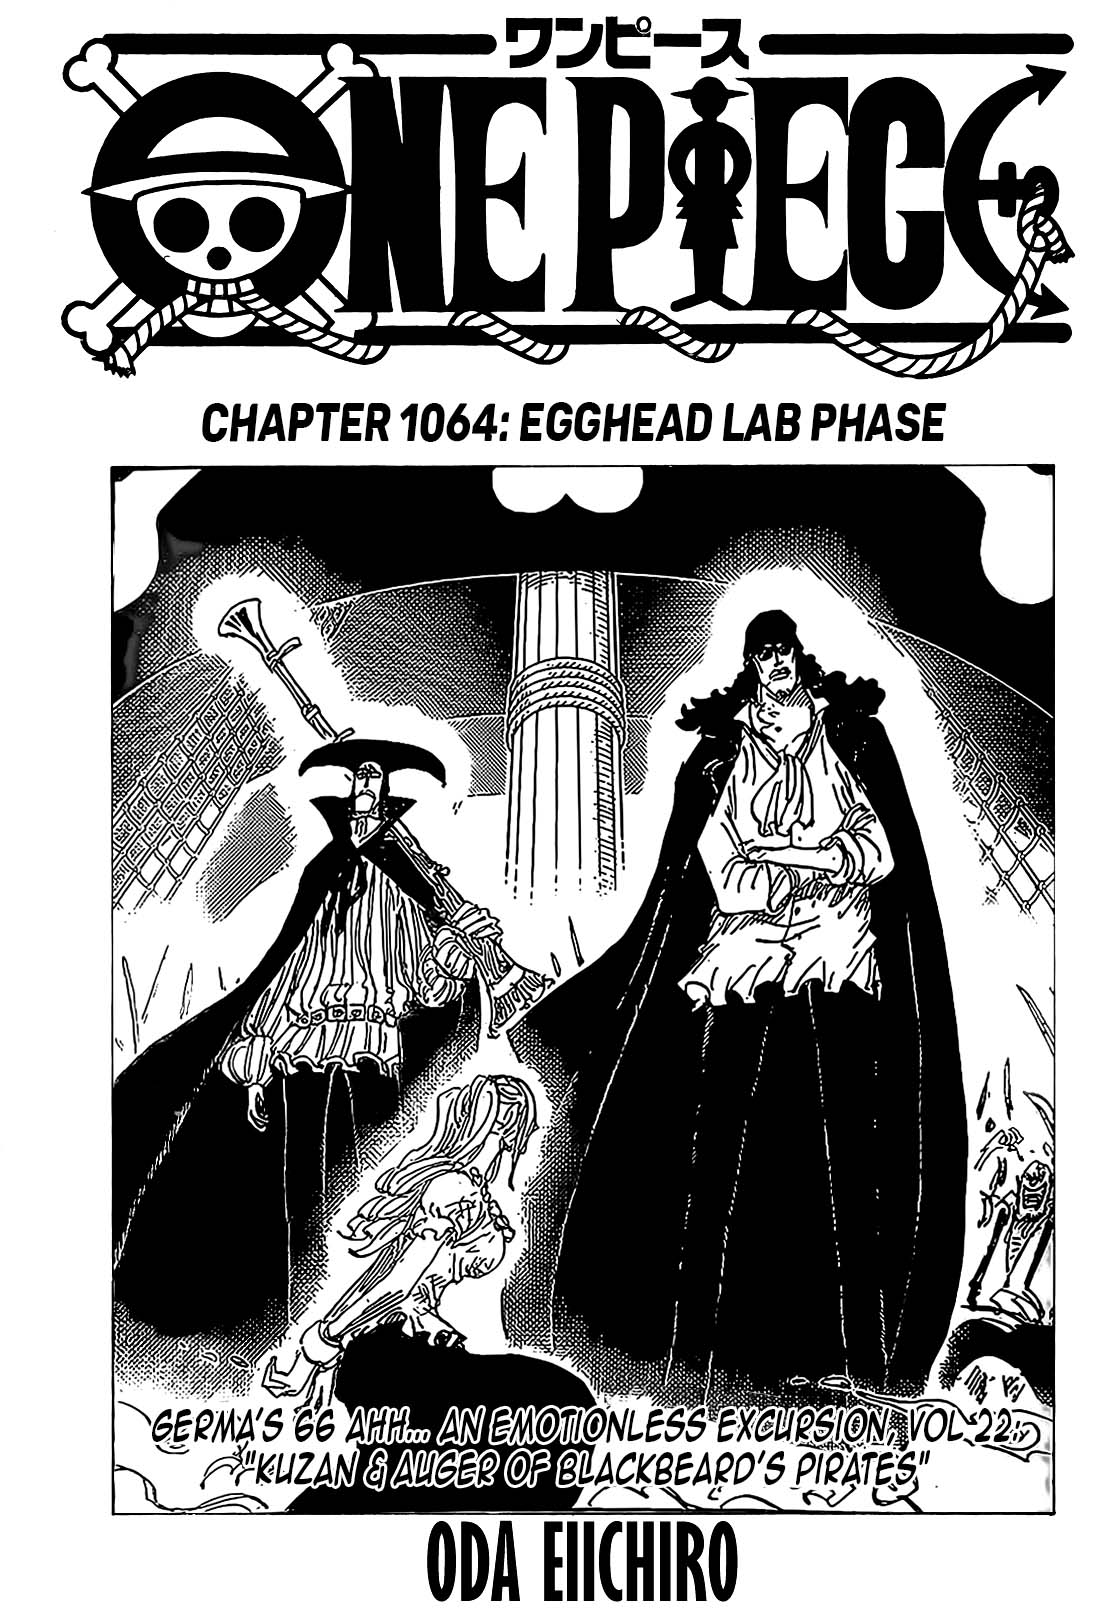 ワンピース
ONE PIECE
CHAPTER 1064: EGGHEAD LAB PHASE
GERMA'S 66 AHH... AN EMOTIONLESS EXCURSION, VOL 22:
"KUZAN & AUGER OF BLACKBEARD'S PIRATES"
ODA EIICHIRO